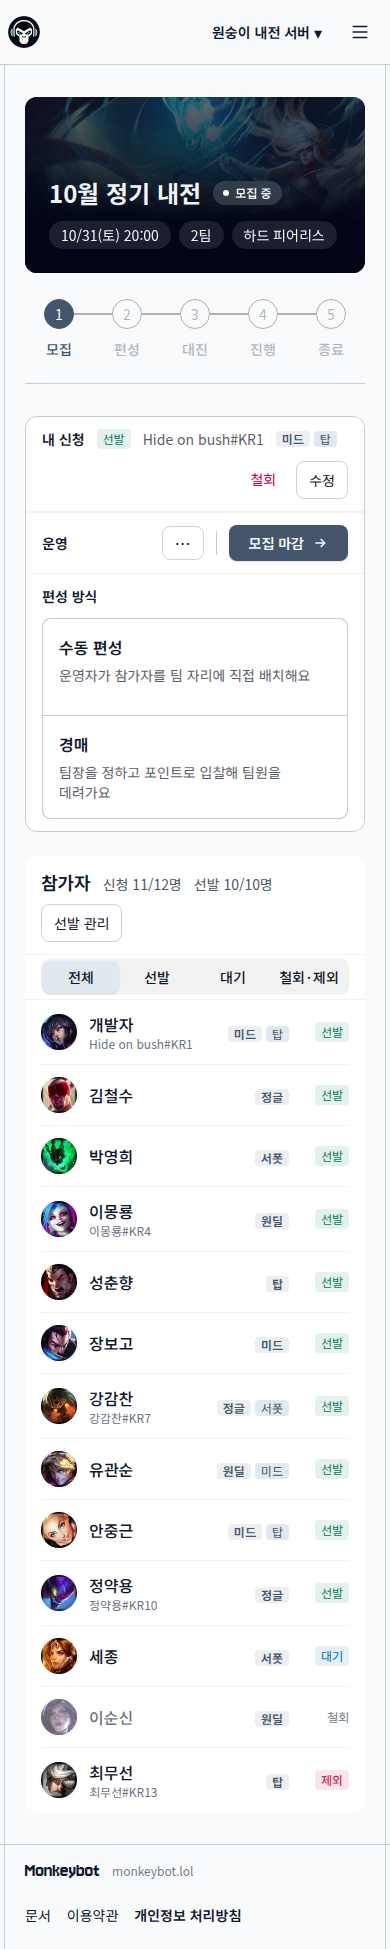 원숭이 내전 서버 ▾
10월 정기 내전 모집 중
10/31(토) 20:00 2팀 하드 피어리스
1 2 3 4 5
모집 편성 대진 진행 종료
내 신청 선발 Hide on bush#KR1 미드 탑
철회 수정
운영 ··· 모집 마감 →
편성 방식
수동 편성
운영자가 참가자를 팀 자리에 직접 배치해요
경매
팀장을 정하고 포인트로 입찰해 팀원을
데려가요
참가자 신청 11/12명 선발 10/10명
선발 관리
전체 선발 대기 철회·제외
개발자 미드 탑 선발
Hide on bush#KR1
김철수 정글 선발
박영희 서폿 선발
이몽룡 원딜 선발
이몽룡#KR4
성춘향 탑 선발
장보고 미드 선발
강감찬 정글 서폿 선발
강감찬#KR7
유관순 원딜 미드 선발
안중근 미드 탑 선발
정약용 정글 선발
정약용#KR10
세종 서폿 대기
이순신 원딜 철회
최무선 탑 제외
최무선#KR13
Monkeybot monkeybot.lol
문서 이용약관 개인정보 처리방침